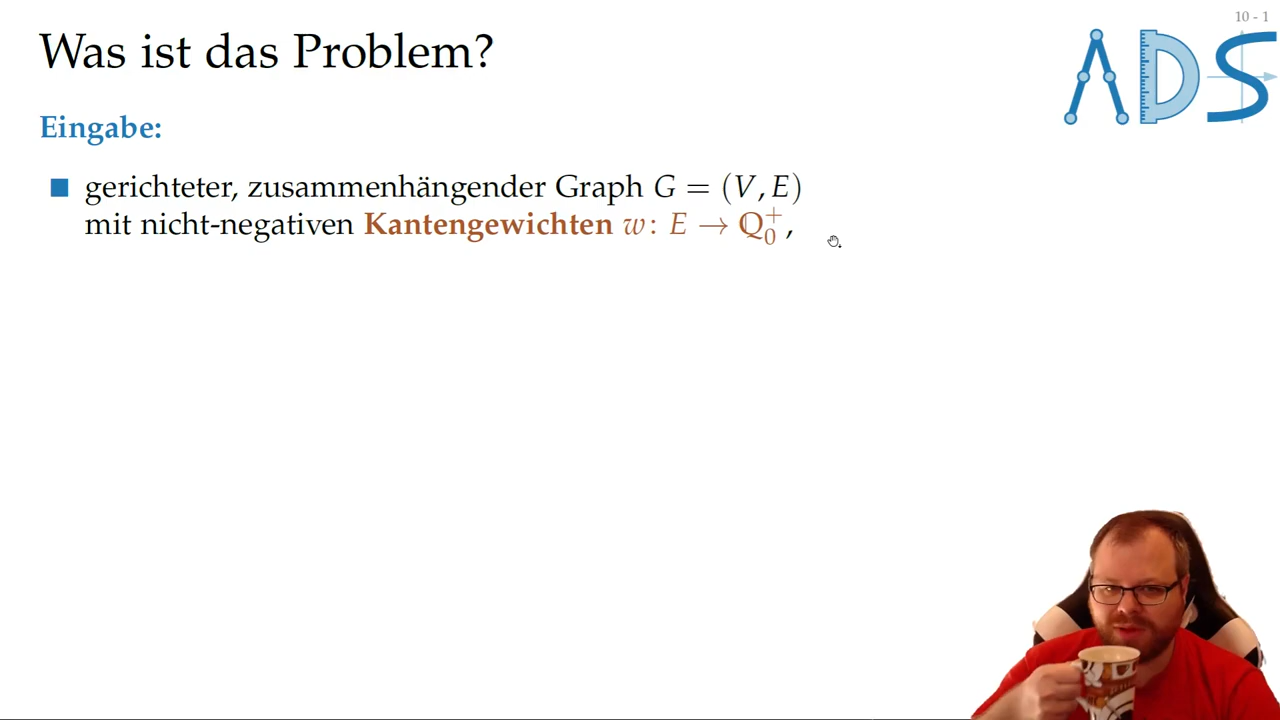 10 - 1
Was ist das Problem?
ADS
Eingabe:
gerichteter, zusammenhängender Graph G = (V, E)
mit nicht-negativen Kantengewichten w: E → ℚ₀⁺,